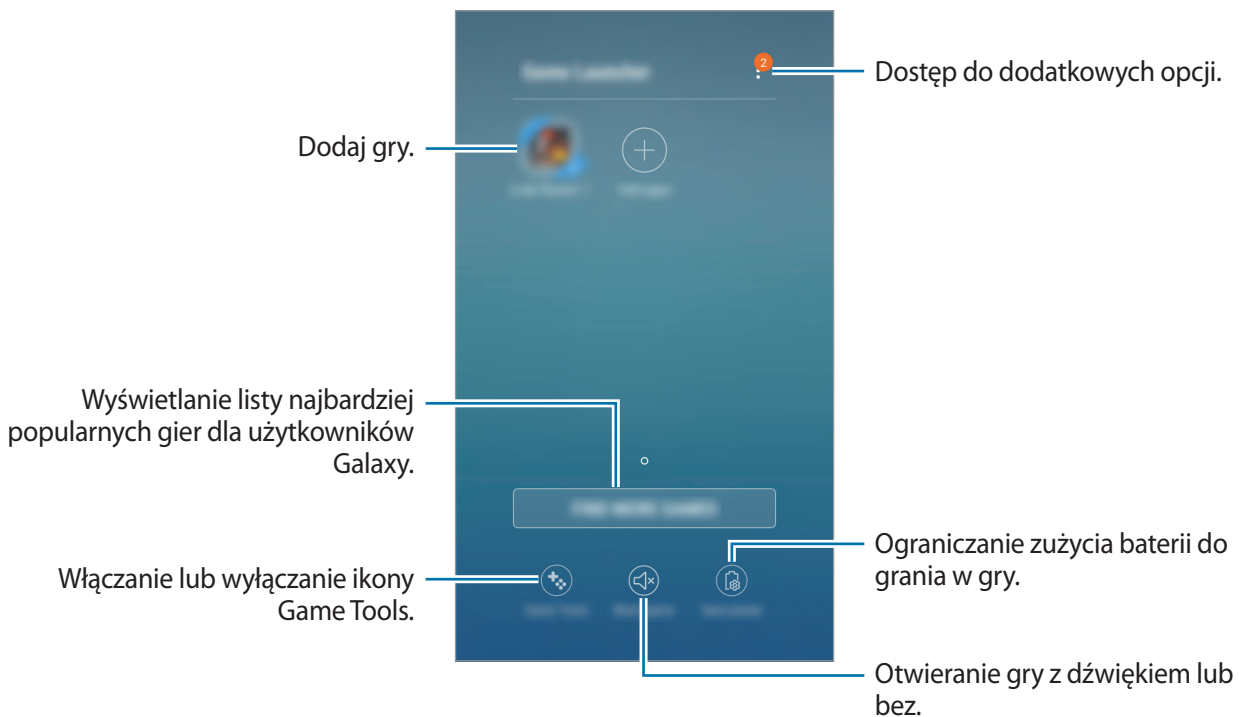 2
Dostęp do dodatkowych opcji.
Dodaj gry.
Wyświetlanie listy najbardziej
popularnych gier dla użytkowników
Galaxy.
Ograniczanie zużycia baterii do
grania w gry.
Włączanie lub wyłączanie ikony
Game Tools.
Otwieranie gry z dźwiękiem lub
bez.